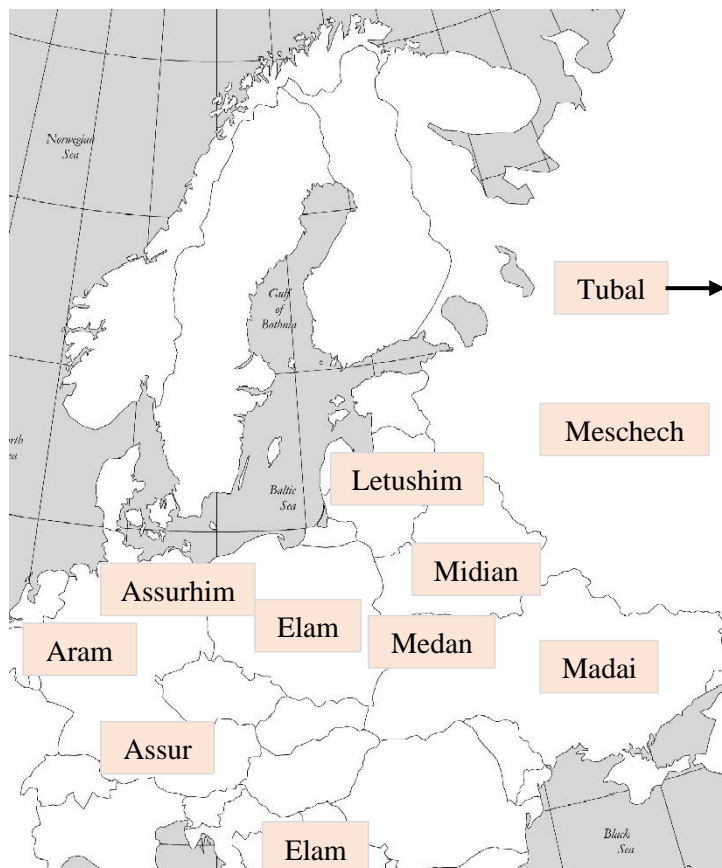 Norwegian
Sea
Tubal
Gulf
of
Bothnia
Meschech
Letushim
Baltic
Sea
Midian
Assurhim
Elam
Medan
Aram
Madai
Assur
Elam
Black
Sea